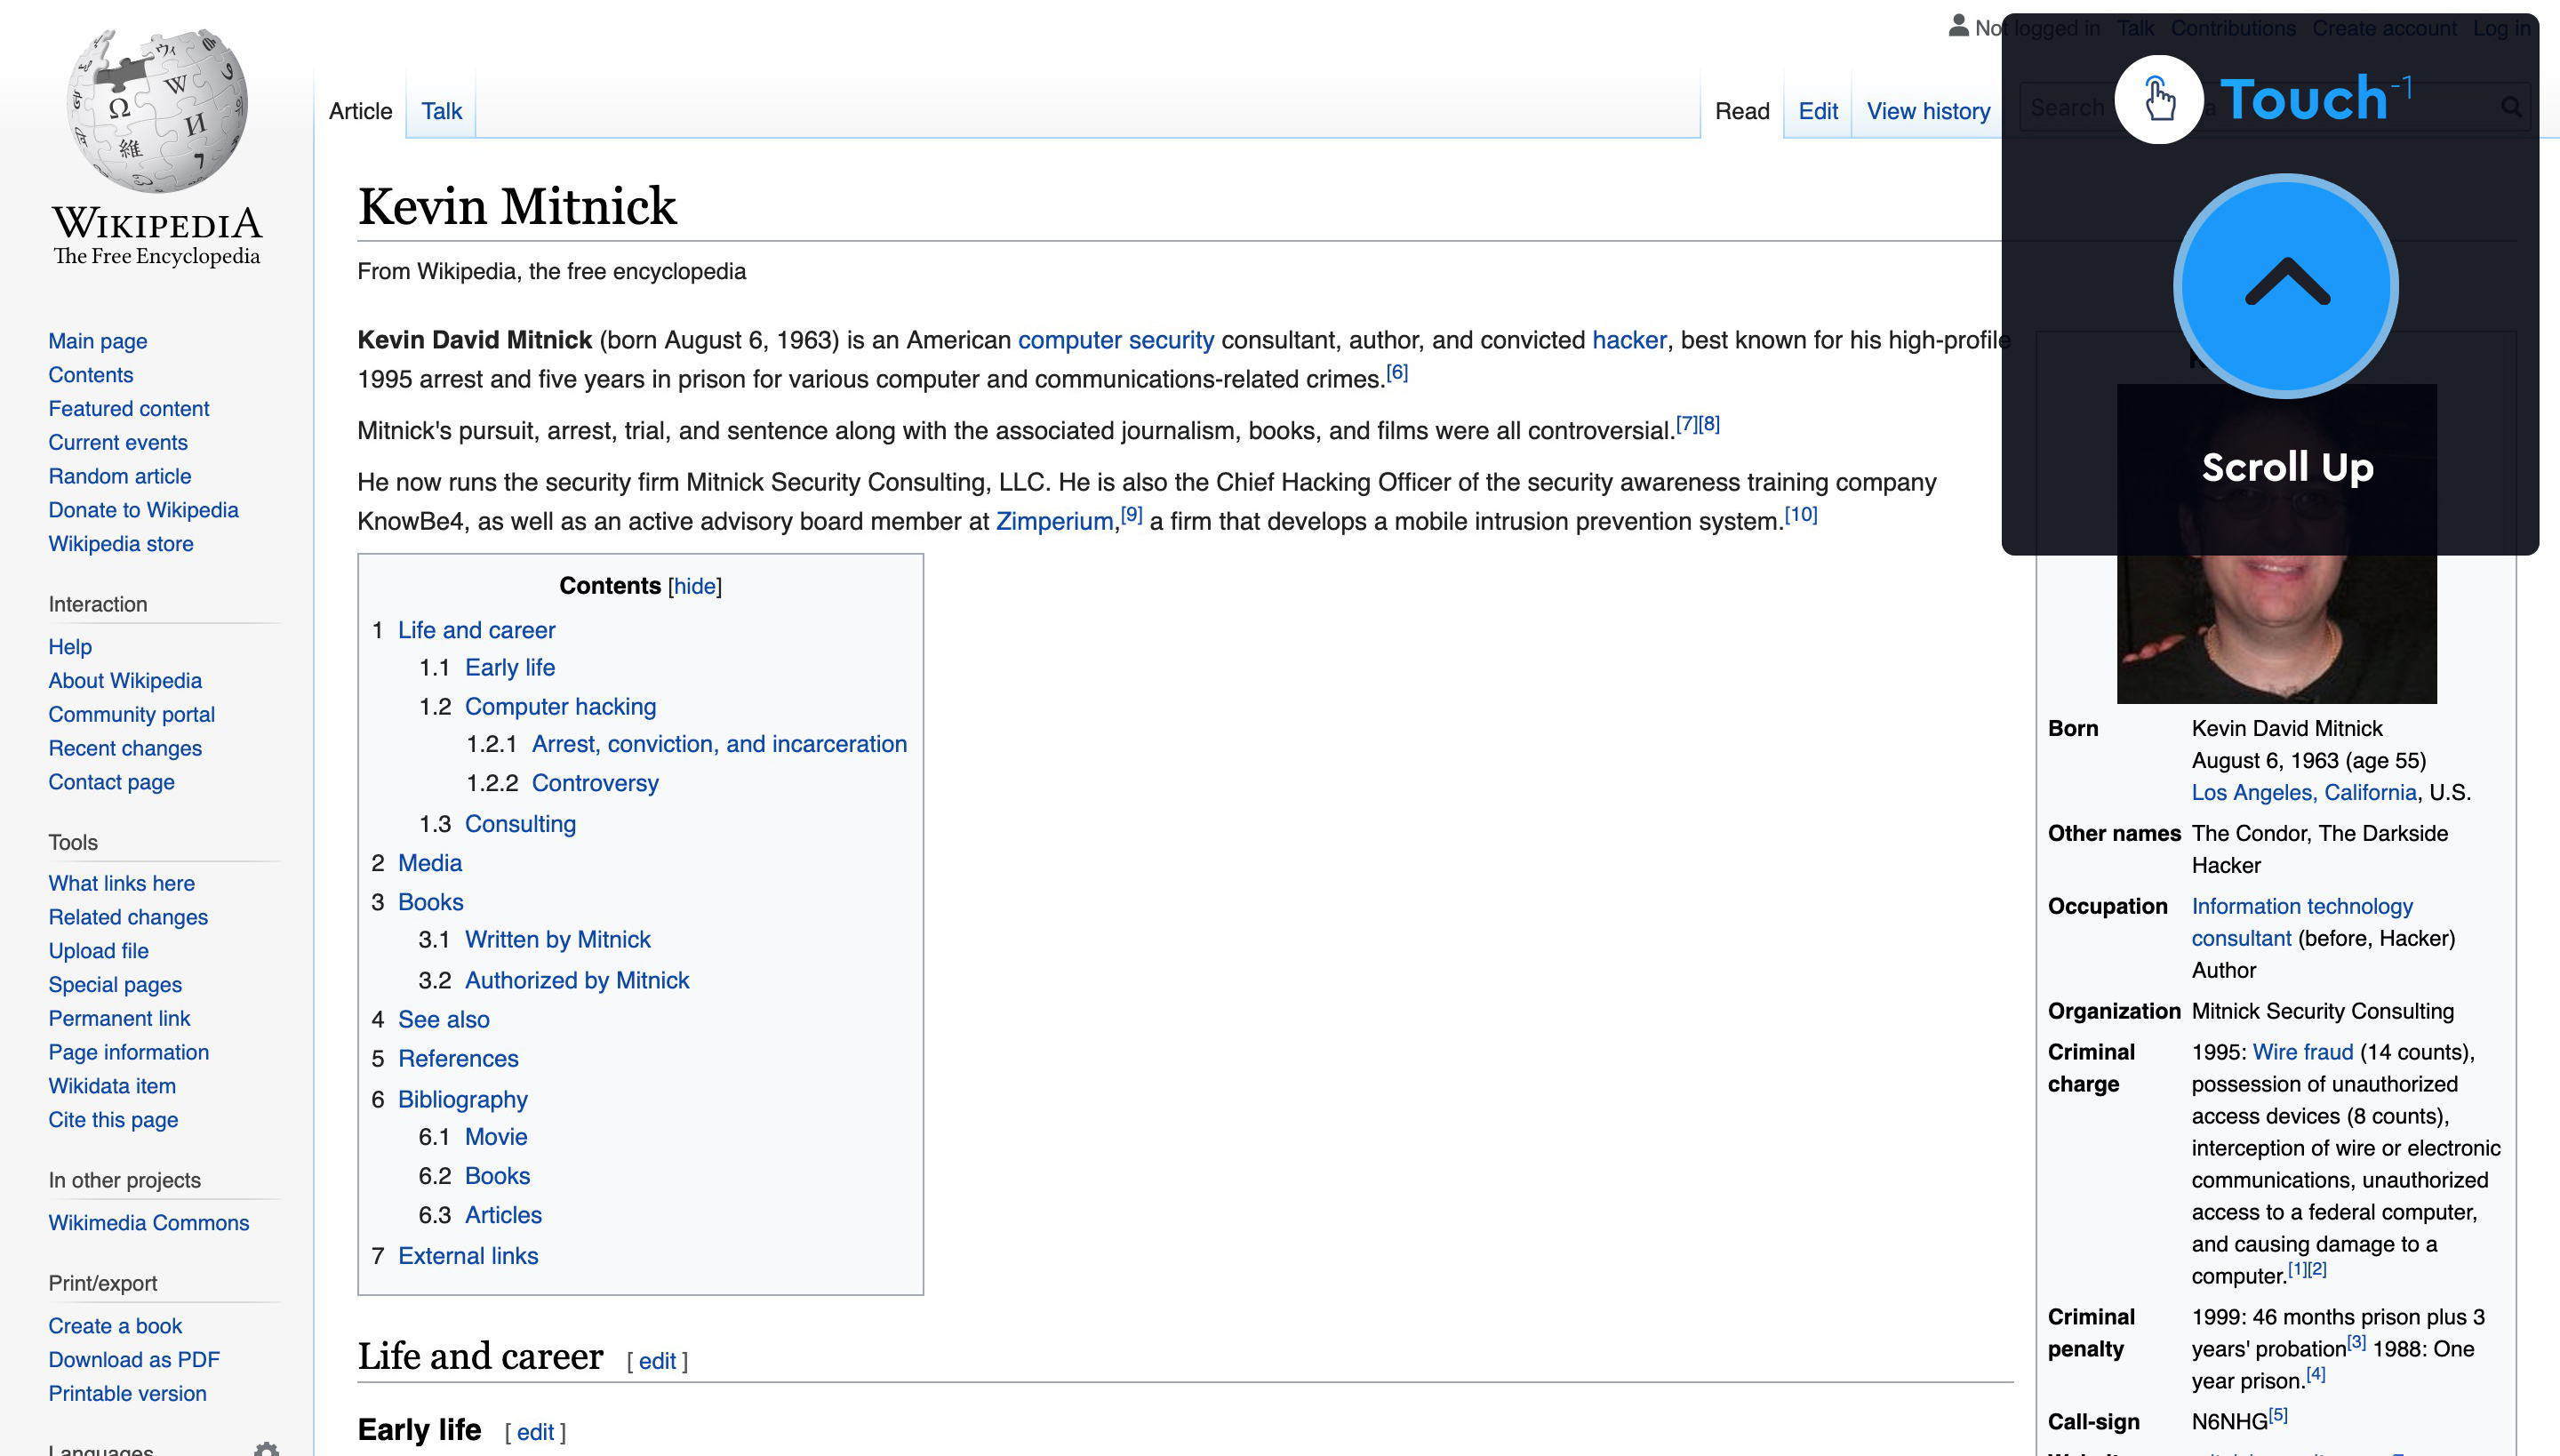 WIKIPEDIA
The Free Encyclopedia
Main page
Contents
Featured content
Current events
Random article
Donate to Wikipedia
Wikipedia store
Interaction
Help
About Wikipedia
Community portal
Recent changes
Contact page
Tools
What links here
Related changes
Upload file
Special pages
Permanent link
Page information
Wikidata item
Cite this page
In other projects
Wikimedia Commons
Print/export
Create a book
Download as PDF
Printable version
Languages
Not logged in Talk Contributions Create account Log in
Article Talk
Read Edit View history
Search
Kevin Mitnick
From Wikipedia, the free encyclopedia
Kevin David Mitnick (born August 6, 1963) is an American computer security consultant, author, and convicted hacker, best known for his high-profile
1995 arrest and five years in prison for various computer and communications-related crimes.[6]
Mitnick's pursuit, arrest, trial, and sentence along with the associated journalism, books, and films were all controversial.[7][8]
He now runs the security firm Mitnick Security Consulting, LLC. He is also the Chief Hacking Officer of the security awareness training company
KnowBe4, as well as an active advisory board member at Zimperium,[9] a firm that develops a mobile intrusion prevention system.[10]
Contents [hide]
1 Life and career
1.1 Early life
1.2 Computer hacking
1.2.1 Arrest, conviction, and incarceration
1.2.2 Controversy
1.3 Consulting
2 Media
3 Books
3.1 Written by Mitnick
3.2 Authorized by Mitnick
4 See also
5 References
6 Bibliography
6.1 Movie
6.2 Books
6.3 Articles
7 External links
Life and career [ edit ]
Early life [ edit ]
Touch-1
Scroll Up
Born Kevin David Mitnick
August 6, 1963 (age 55)
Los Angeles, California, U.S.
Other names The Condor, The Darkside
Hacker
Occupation Information technology
consultant (before, Hacker)
Author
Organization Mitnick Security Consulting
Criminal charge 1995: Wire fraud (14 counts),
possession of unauthorized
access devices (8 counts),
interception of wire or electronic
communications, unauthorized
access to a federal computer,
and causing damage to a
computer.[1][2]
Criminal penalty 1999: 46 months prison plus 3
years' probation[3] 1988: One
year prison.[4]
Call-sign N6NHG[5]